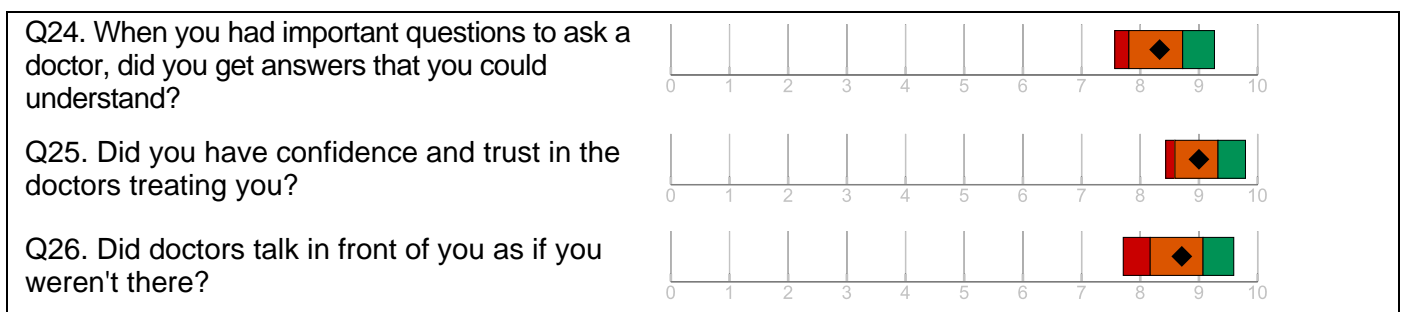 Q24. When you had important questions to ask a
doctor, did you get answers that you could
understand?
0 1 2 3 4 5 6 7 8 9 10
Q25. Did you have confidence and trust in the
doctors treating you?
0 1 2 3 4 5 6 7 8 9 10
Q26. Did doctors talk in front of you as if you
weren't there?
0 1 2 3 4 5 6 7 8 9 10